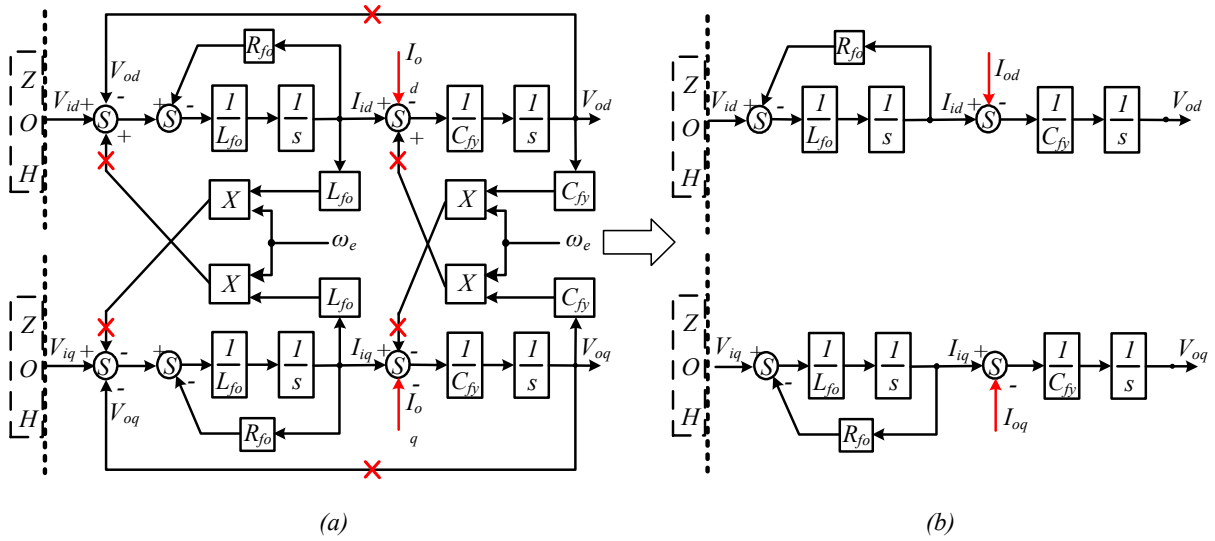 Z
O
H
V_od
V_id + - + S
+ - S
1/L_fo
1/s
R_fo
I_id + - + S
I_o
d
1/C_fy
1/s
V_od
L_fo
C_fy
X
X
ω_e
X
X
L_fo
C_fy
Z
O
H
V_iq + - - S
V_oq
+ - S
1/L_fo
1/s
R_fo
I_iq + - - S
I_o
q
1/C_fy
1/s
V_oq
(a)
Z
O
H
V_id
S -
R_fo
1/L_fo
1/s
I_id + - S
I_od
1/C_fy
1/s
V_od
Z
O
H
V_iq
S -
1/L_fo
1/s
R_fo
I_iq + - S
I_oq
1/C_fy
1/s
V_oq
(b)